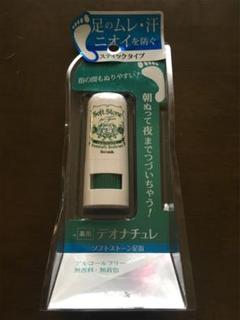 足のムレ・汗
ニオイを防ぐ
スティックタイプ
指の間もぬりやすい!
朝ぬって夜までつづいちゃう!
Soft Stone
薬用 デオナチュレ
ソフトストーン足指
アルコールフリー
無香料・無着色